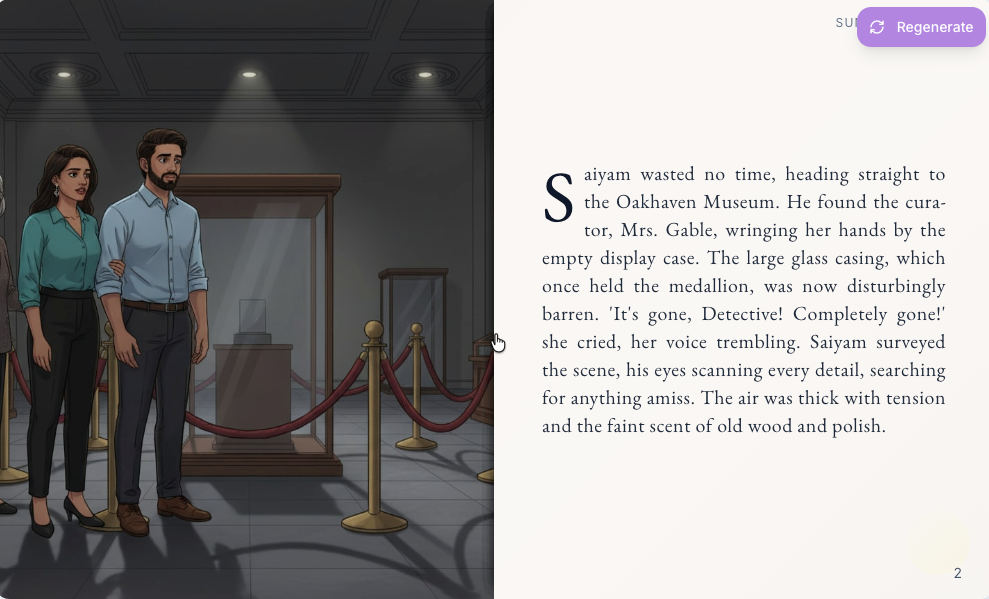 Regenerate
Saiyam wasted no time, heading straight to
the Oakhaven Museum. He found the cura-
tor, Mrs. Gable, wringing her hands by the
empty display case. The large glass casing, which
once held the medallion, was now disturbingly
barren. 'It's gone, Detective! Completely gone!'
she cried, her voice trembling. Saiyam surveyed
the scene, his eyes scanning every detail, searching
for anything amiss. The air was thick with tension
and the faint scent of old wood and polish.
2